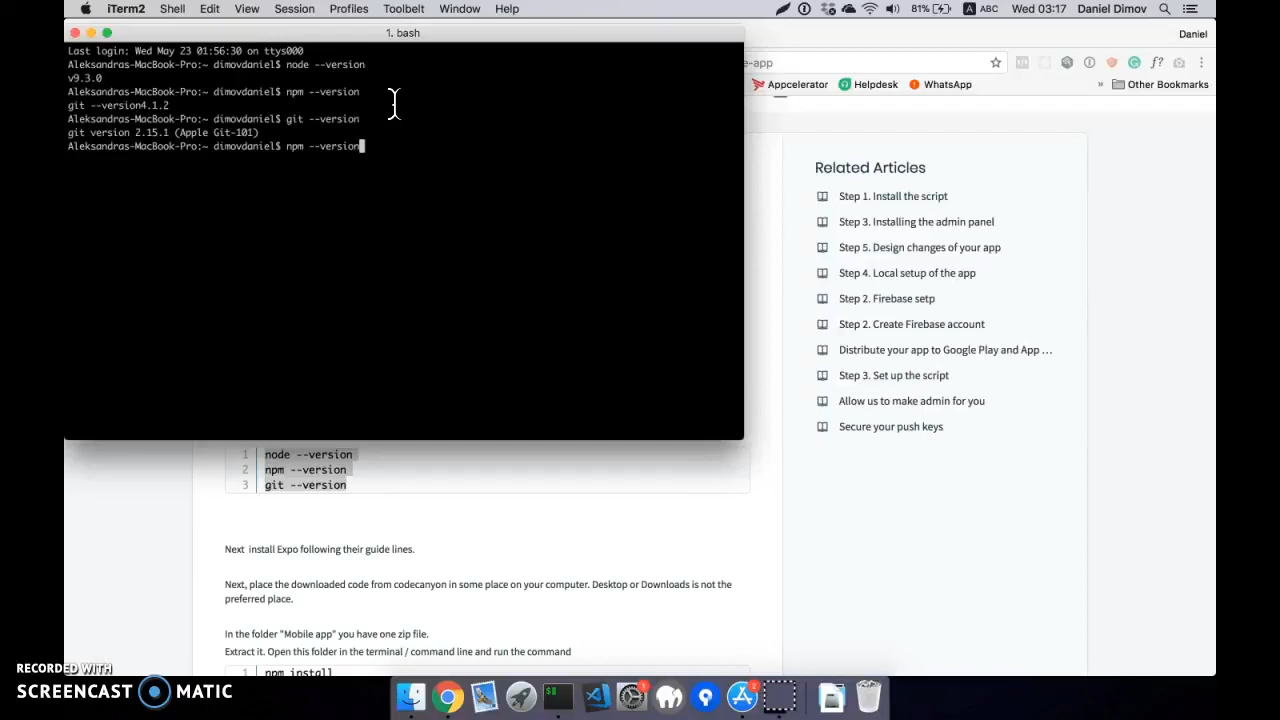 iTerm2 Shell Edit View Session Profiles Toolbelt Window Help 81% A ABC Wed 03:17 Daniel Dimov
1. bash
Daniel
Last login: Wed May 23 01:56:30 on ttys000
Aleksandras-MacBook-Pro:~ dimovdaniel$ node --version
v9.3.0
Aleksandras-MacBook-Pro:~ dimovdaniel$ npm --version
git --version4.1.2
Aleksandras-MacBook-Pro:~ dimovdaniel$ git --version
git version 2.15.1 (Apple Git-101)
Aleksandras-MacBook-Pro:~ dimovdaniel$ npm --version
e-app
f?
Appcelerator Helpdesk WhatsApp » Other Bookmarks
Related Articles
Step 1. Install the script
Step 3. Installing the admin panel
Step 5. Design changes of your app
Step 4. Local setup of the app
Step 2. Firebase setp
Step 2. Create Firebase account
Distribute your app to Google Play and App ...
Step 3. Set up the script
Allow us to make admin for you
Secure your push keys
1 node --version
2 npm --version
3 git --version
Next install Expo following their guide lines.
Next, place the downloaded code from codecanyon in some place on your computer. Desktop or Downloads is not the
preferred place.
In the folder "Mobile app" you have one zip file.
Extract it. Open this folder in the terminal / command line and run the command
1 npm install
RECORDED WITH
SCREENCAST MATIC